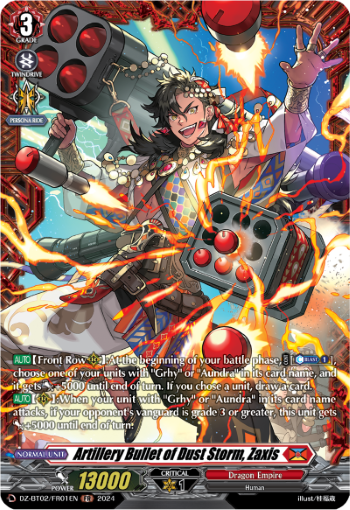 3
GRADE
TWINDRIVE
PERSONA RIDE
AUTO【Front Row】:At the beginning of your battle phase, BLAST 1,
choose one of your units with "Grhy" or "Aundra" in its card name, and
it gets +5000 until end of turn. If you chose a unit, draw a card.
AUTO :When your unit with "Grhy" or "Aundra" in its card name
attacks, if your opponent's vanguard is grade 3 or greater, this unit gets
+5000 until end of turn.
NORMAL UNIT Artillery Bullet of Dust Storm, Zaxis
POWER 13000 CRITICAL 1 Dragon Empire
Human
DZ-BT02/FR01EN FR 2024 illust/桂福蔵